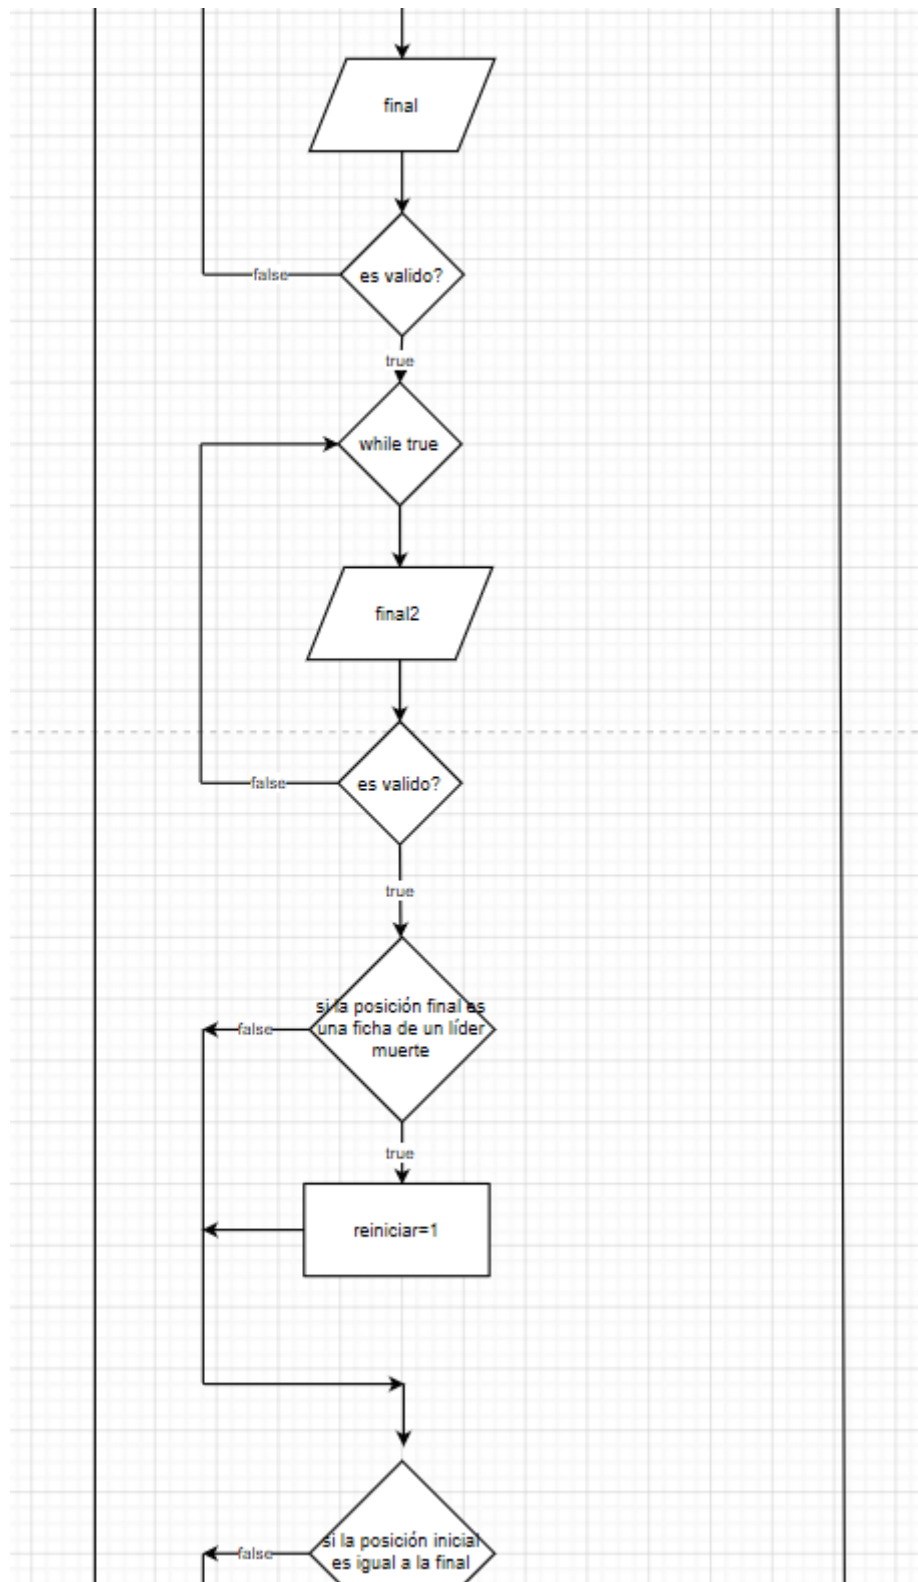 final
es valido?
false
true
while true
final2
es valido?
false
true
si la posición final es
una ficha de un líder
muerte
false
true
reiniciar=1
si la posición inicial
es igual a la final
false